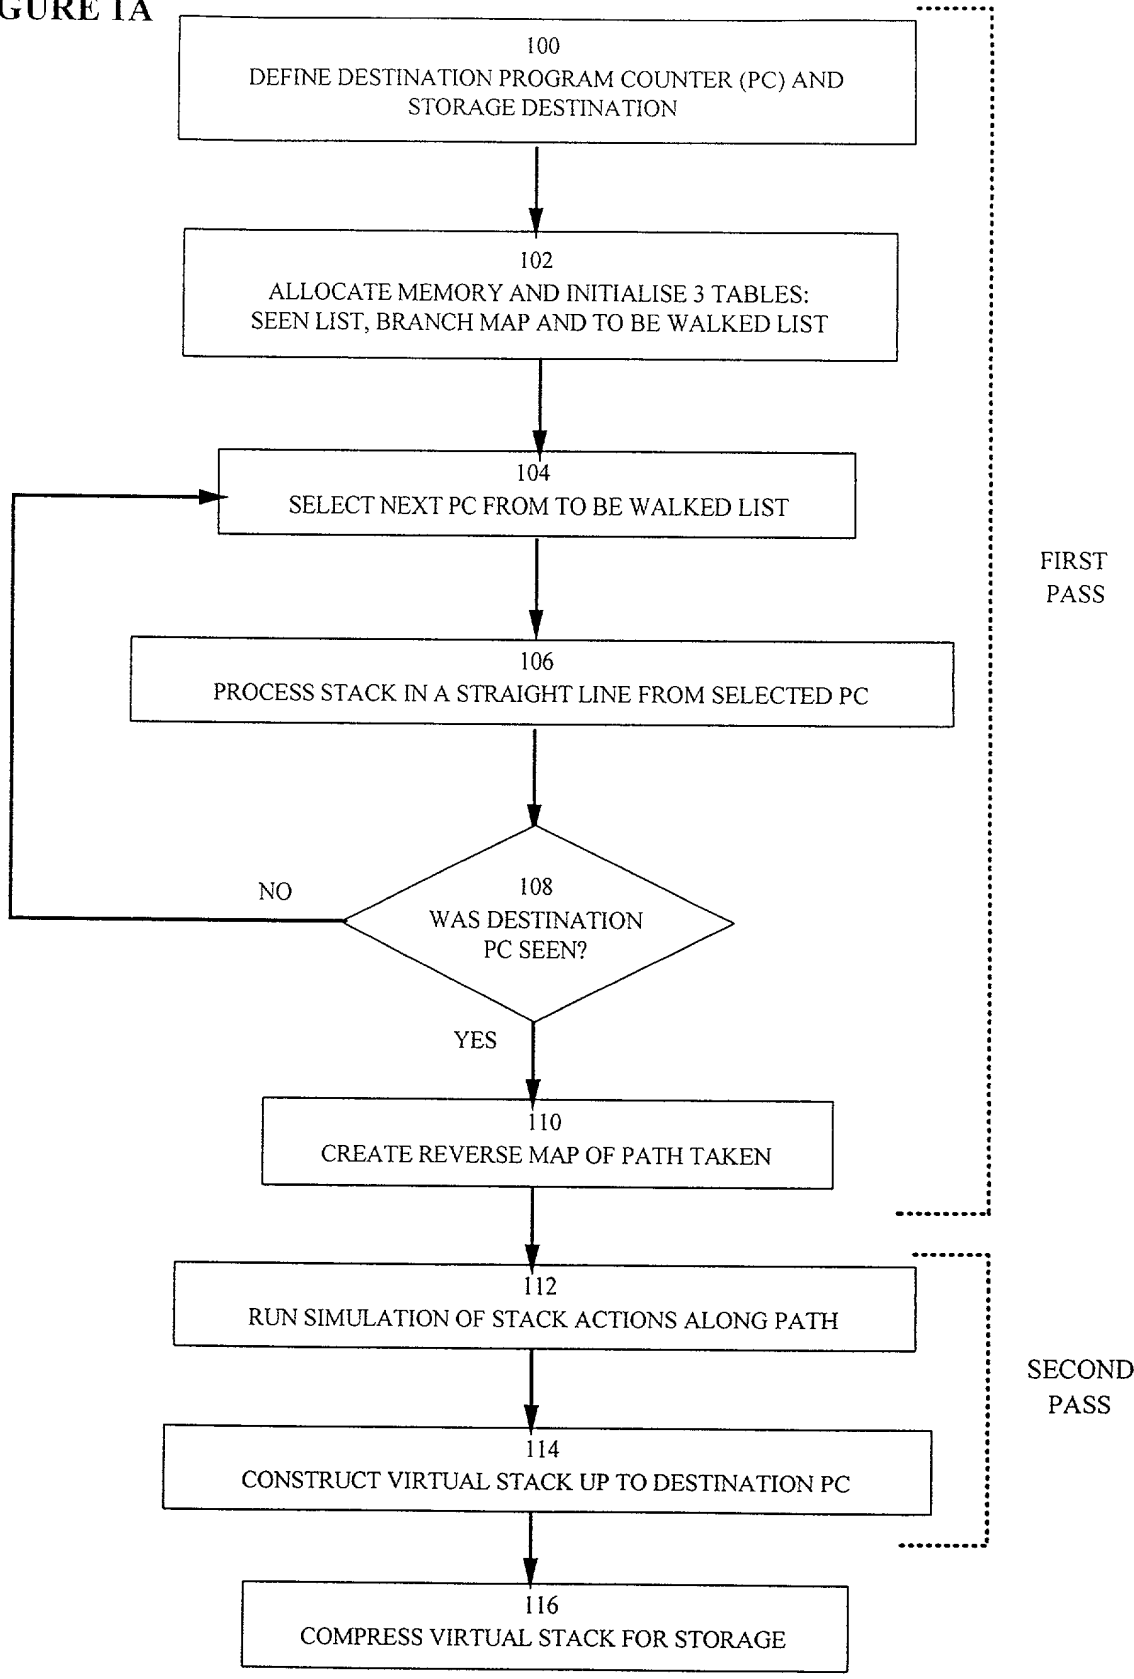 GURE 1A
100
DEFINE DESTINATION PROGRAM COUNTER (PC) AND
STORAGE DESTINATION
102
ALLOCATE MEMORY AND INITIALISE 3 TABLES:
SEEN LIST, BRANCH MAP AND TO BE WALKED LIST
104
SELECT NEXT PC FROM TO BE WALKED LIST
FIRST
PASS
106
PROCESS STACK IN A STRAIGHT LINE FROM SELECTED PC
NO
108
WAS DESTINATION
PC SEEN?
YES
110
CREATE REVERSE MAP OF PATH TAKEN
112
RUN SIMULATION OF STACK ACTIONS ALONG PATH
SECOND
PASS
114
CONSTRUCT VIRTUAL STACK UP TO DESTINATION PC
116
COMPRESS VIRTUAL STACK FOR STORAGE